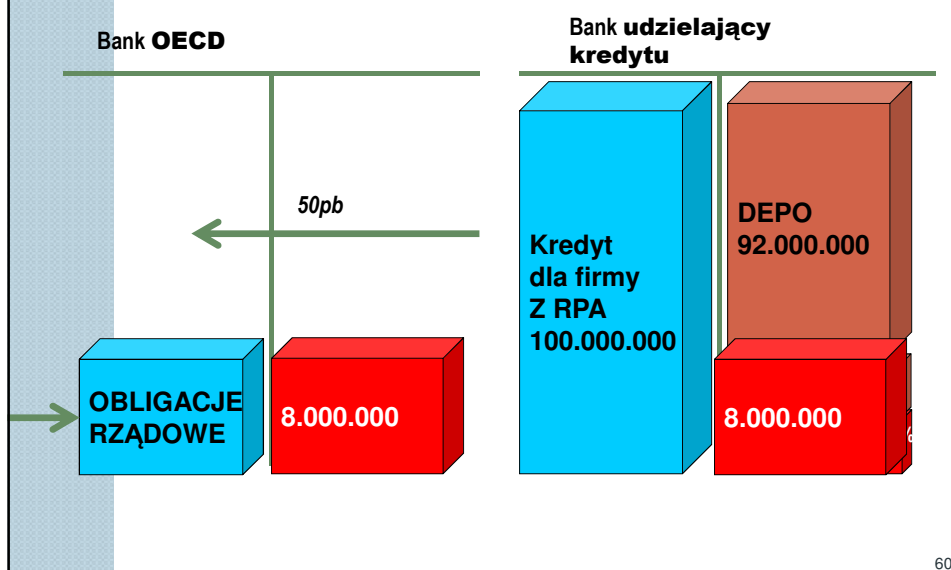 Bank OECD
Bank udzielający
kredytu
50pb
Kredyt
dla firmy
Z RPA
100.000.000
DEPO
92.000.000
OBLIGACJE
RZĄDOWE
8.000.000
8.000.000
%
60